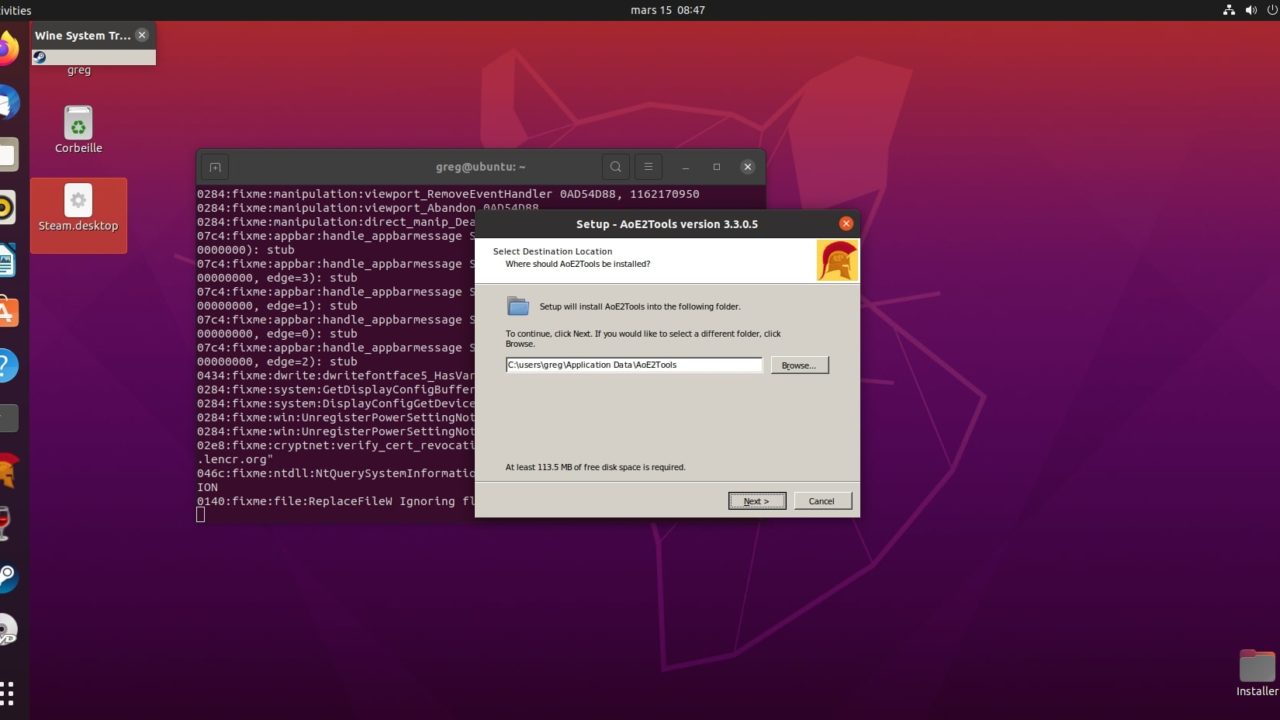 ivities
mars 15 08:47
Wine System Tr...
greg
Corbeille
Steam.desktop
greg@ubuntu: ~
0284:fixme:manipulation:viewport_RemoveEventHandler 0AD54D88, 1162170950
0284:fixme:manipulation:viewport_Abandon 0AD54D88
0284:fixme:manipulation:direct_manip_Dea
07c4:fixme:appbar:handle_appbarmessage S
0000000): stub
07c4:fixme:appbar:handle_appbarmessage S
00000000, edge=3): stub
07c4:fixme:appbar:handle_appbarmessage S
00000000, edge=1): stub
07c4:fixme:appbar:handle_appbarmessage S
00000000, edge=0): stub
07c4:fixme:appbar:handle_appbarmessage S
00000000, edge=2): stub
0434:fixme:dwrite:dwritefontface5_HasVar
0284:fixme:system:GetDisplayConfigBuffer
0284:fixme:system:DisplayConfigGetDevice
0284:fixme:win:UnregisterPowerSettingNot
0284:fixme:win:UnregisterPowerSettingNot
02e8:fixme:cryptnet:verify_cert_revocati
.lencr.org"
046c:fixme:ntdll:NtQuerySystemInformatio
ION
0140:fixme:file:ReplaceFileW Ignoring fl
Setup - AoE2Tools version 3.3.0.5
Select Destination Location
Where should AoE2Tools be installed?
Setup will install AoE2Tools into the following folder.
To continue, click Next. If you would like to select a different folder, click
Browse.
C:\users\greg\Application Data\AoE2Tools
Browse...
At least 113.5 MB of free disk space is required.
Next >
Cancel
Installer